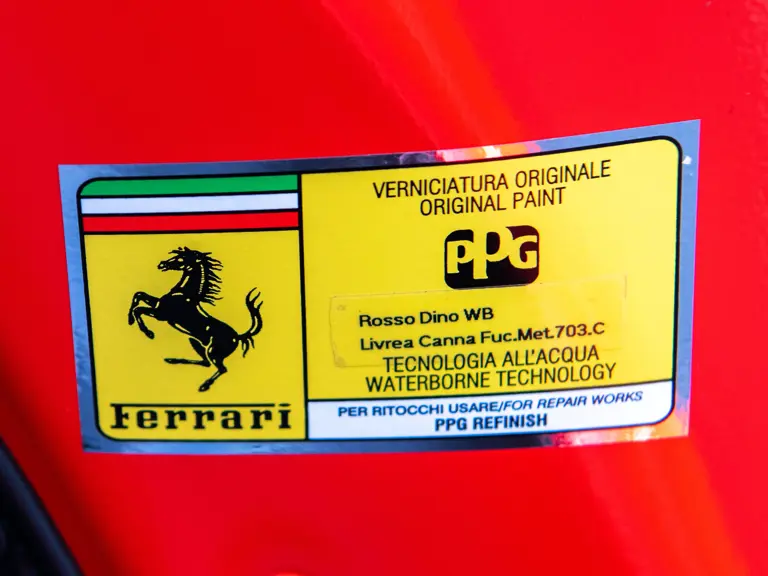 VERNICIATURA ORIGINALE
ORIGINAL PAINT
PPG
Rosso Dino WB
Livrea Canna Fuc.Met.703.C
TECNOLOGIA ALL'ACQUA
WATERBORNE TECHNOLOGY
PER RITOCCHI USARE/FOR REPAIR WORKS
PPG REFINISH
Ferrari